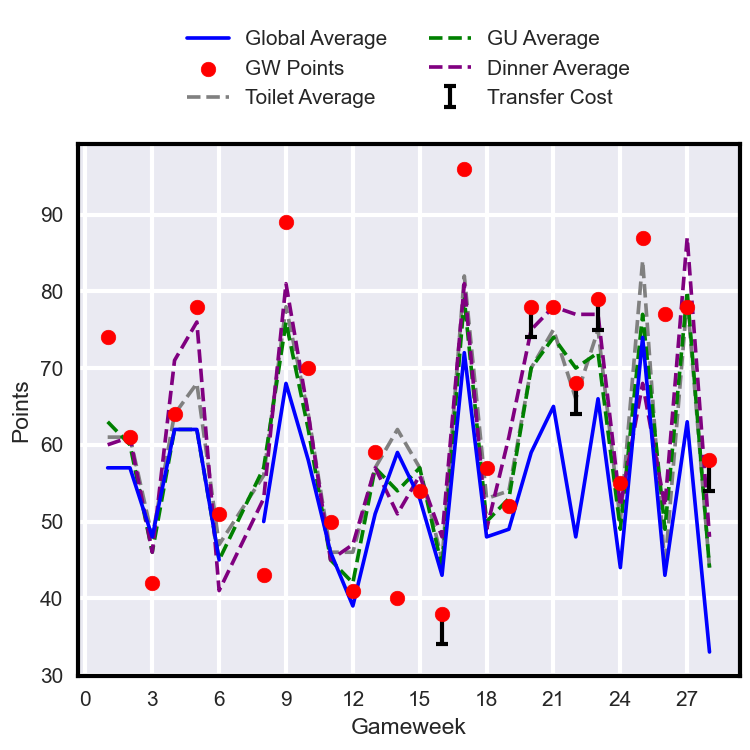 Global Average
GW Points
Toilet Average
GU Average
Dinner Average
Transfer Cost
Points
90
80
70
60
50
40
30
0 3 6 9 12 15 18 21 24 27
Gameweek